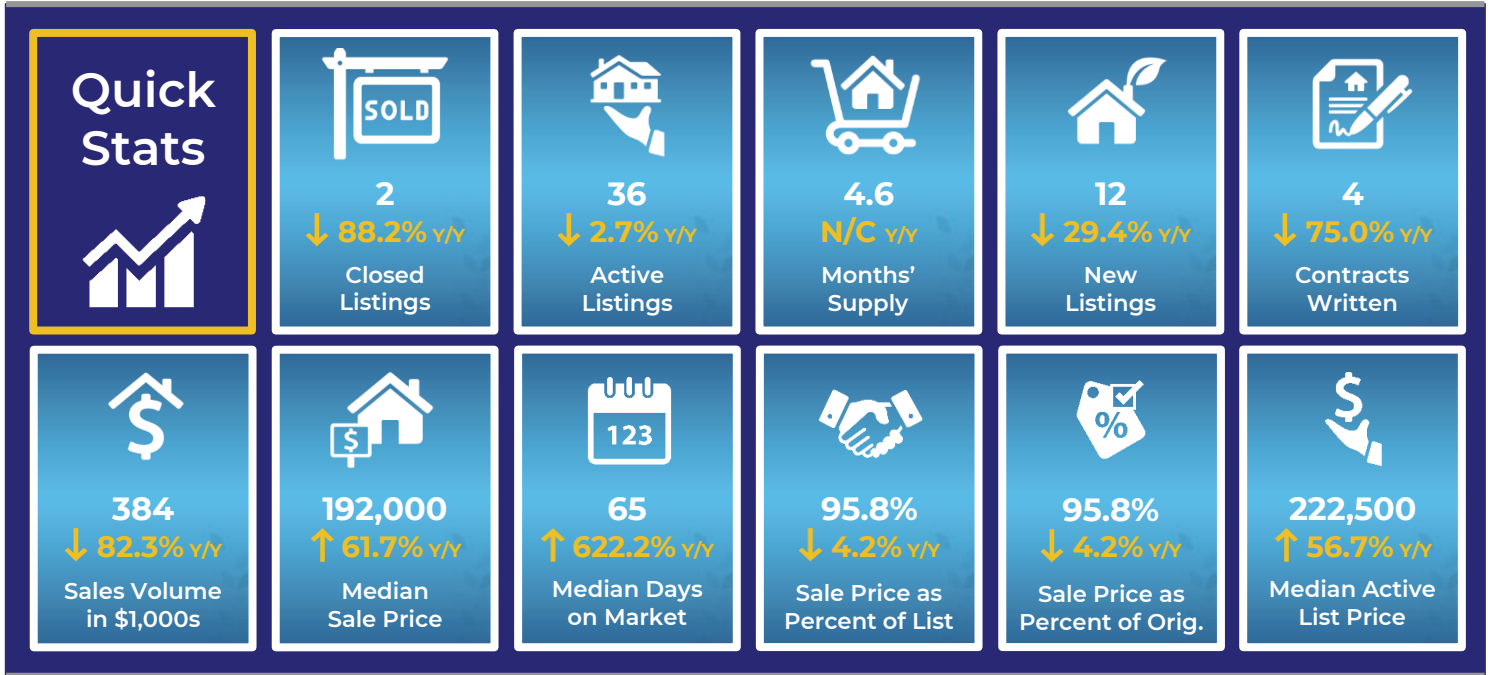 Quick
Stats
SOLD
2
↓ 88.2% Y/Y
Closed
Listings
36
↓ 2.7% Y/Y
Active
Listings
4.6
N/C Y/Y
Months’
Supply
12
↓ 29.4% Y/Y
New
Listings
4
↓ 75.0% Y/Y
Contracts
Written
$
384
↓ 82.3% Y/Y
Sales Volume
in $1,000s
$
192,000
↑ 61.7% Y/Y
Median
Sale Price
123
65
↑ 622.2% Y/Y
Median Days
on Market
95.8%
↓ 4.2% Y/Y
Sale Price as
Percent of List
%
95.8%
↓ 4.2% Y/Y
Sale Price as
Percent of Orig.
$
222,500
↑ 56.7% Y/Y
Median Active
List Price